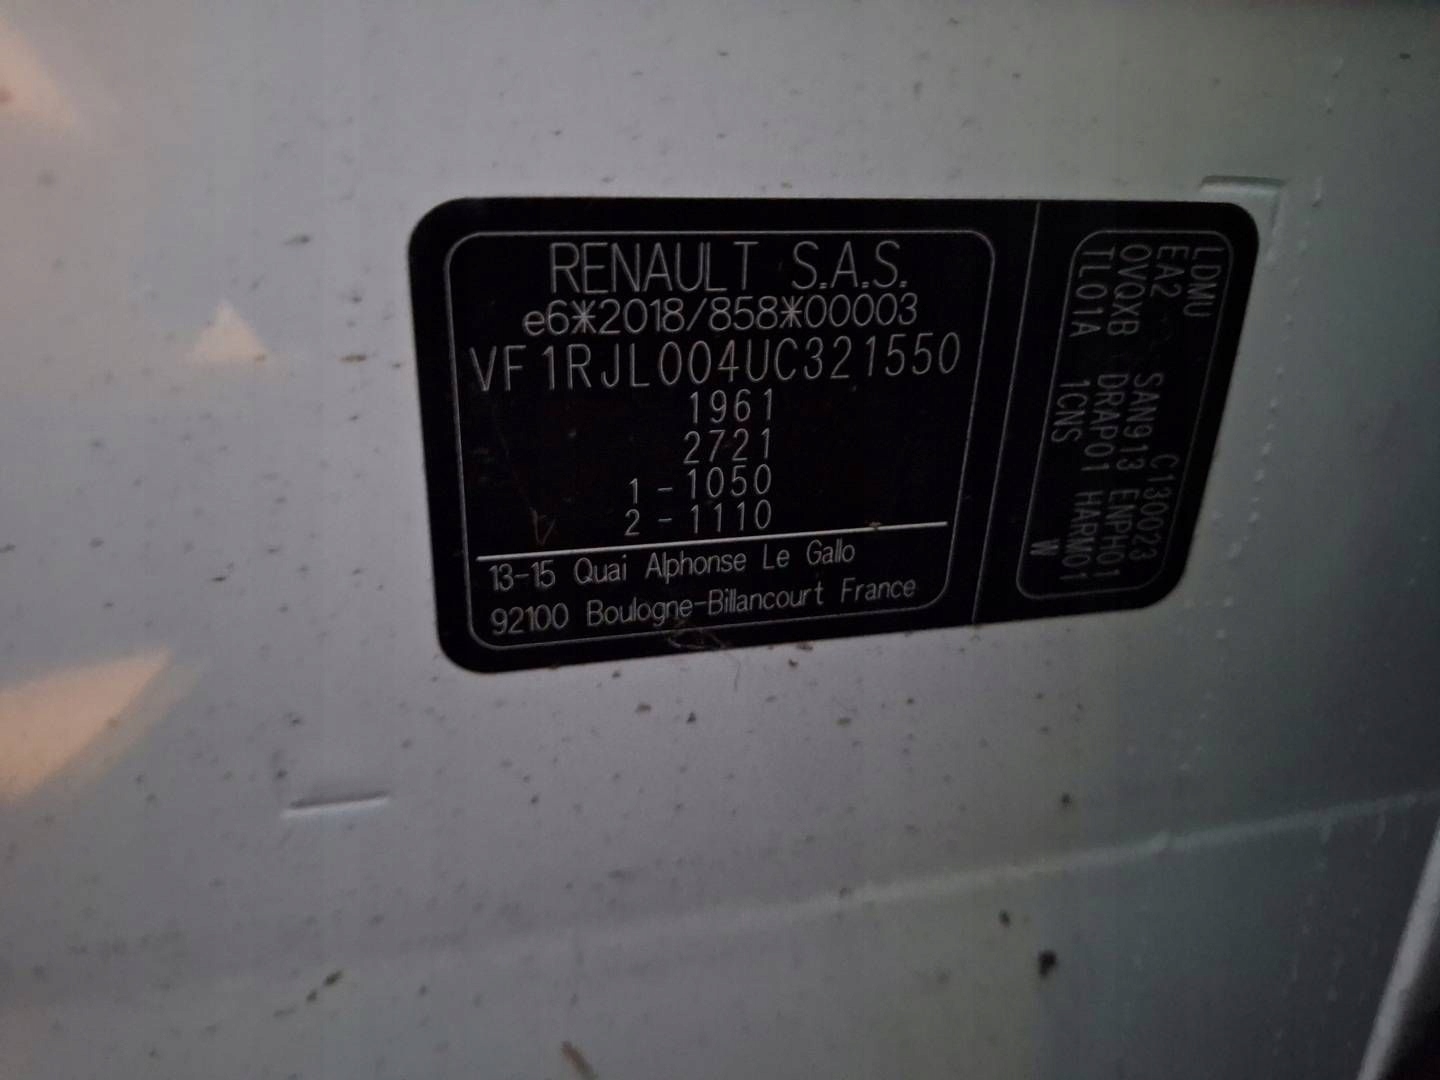 RENAULT S.A.S.
e6*2018/858*00003
VF1RJL004UC321550
1961
2721
1-1050
2-1110
13-15 Quai Alphonse Le Gallo
92100 Boulogne-Billancourt France
LDMU C130023
EA2 SAN913 ENPH01
OVQXB DRAP01 HARM01
TL01A 1CNS W